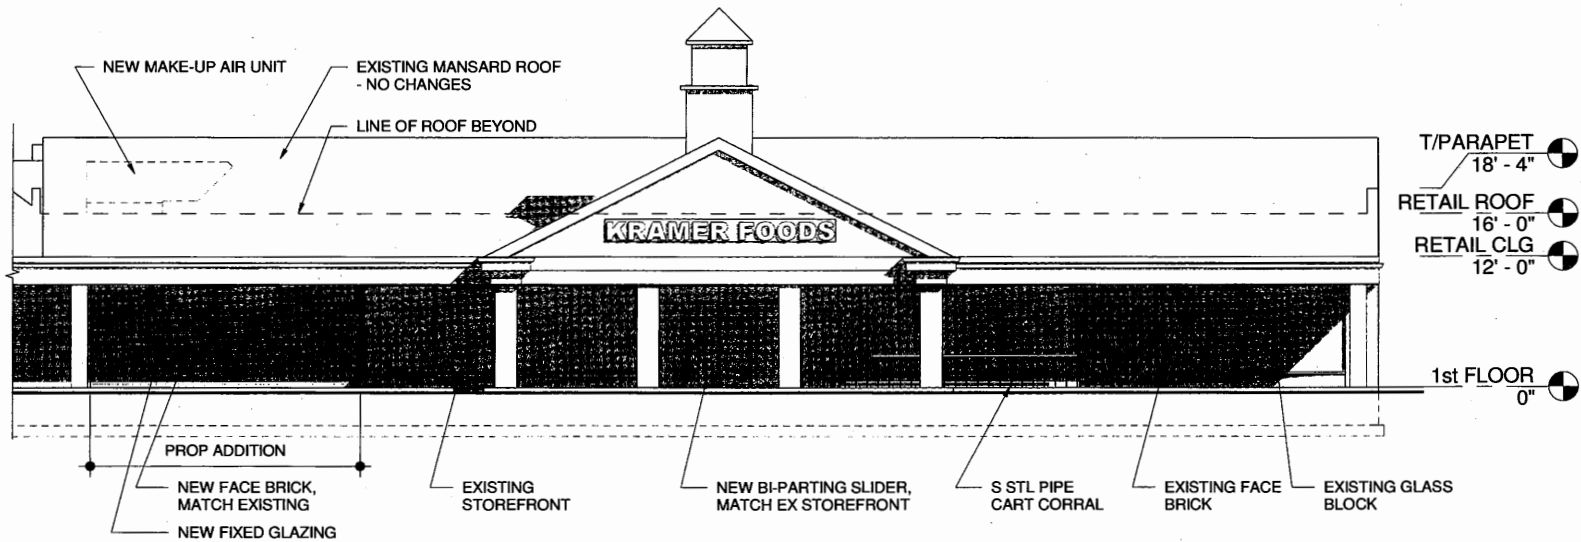 NEW MAKE-UP AIR UNIT
EXISTING MANSARD ROOF
- NO CHANGES
LINE OF ROOF BEYOND
KRAMER FOODS
T/PARAPET
18' - 4"
RETAIL ROOF
16' - 0"
RETAIL CLG
12' - 0"
1st FLOOR
0"
PROP ADDITION
NEW FACE BRICK,
MATCH EXISTING
NEW FIXED GLAZING
EXISTING
STOREFRONT
NEW BI-PARTING SLIDER,
MATCH EX STOREFRONT
S STL PIPE
CART CORRAL
EXISTING FACE
BRICK
EXISTING GLASS
BLOCK